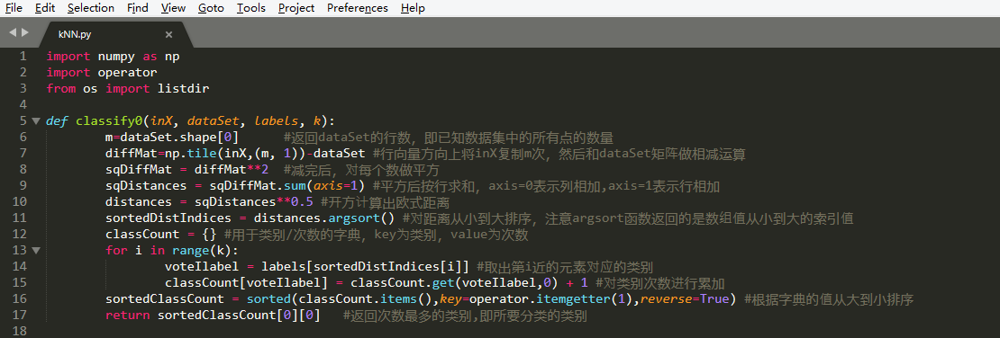 File Edit Selection Find View Goto Tools Project Preferences Help
kNN.py ×
1 import numpy as np
2 import operator
3 from os import listdir
4
5 def classify0(inX, dataSet, labels, k):
6 m=dataSet.shape[0] #返回dataSet的行数，即已知数据集中的所有点的数量
7 diffMat=np.tile(inX,(m, 1))-dataSet #行向量方向上将inX复制m次，然后和dataSet矩阵做相减运算
8 sqDiffMat = diffMat**2 #减完后，对每个数做平方
9 sqDistances = sqDiffMat.sum(axis=1) #平方后按行求和，axis=0表示列相加,axis=1表示行相加
10 distances = sqDistances**0.5 #开方计算出欧式距离
11 sortedDistIndices = distances.argsort() #对距离从小到大排序，注意argsort函数返回的是数组值从小到大的索引值
12 classCount = {} #用于类别/次数的字典，key为类别，value为次数
13 for i in range(k):
14 voteIlabel = labels[sortedDistIndices[i]] #取出第i近的元素对应的类别
15 classCount[voteIlabel] = classCount.get(voteIlabel,0) + 1 #对类别次数进行累加
16 sortedClassCount = sorted(classCount.items(),key=operator.itemgetter(1),reverse=True) #根据字典的值从大到小排序
17 return sortedClassCount[0][0] #返回次数最多的类别,即所要分类的类别
18